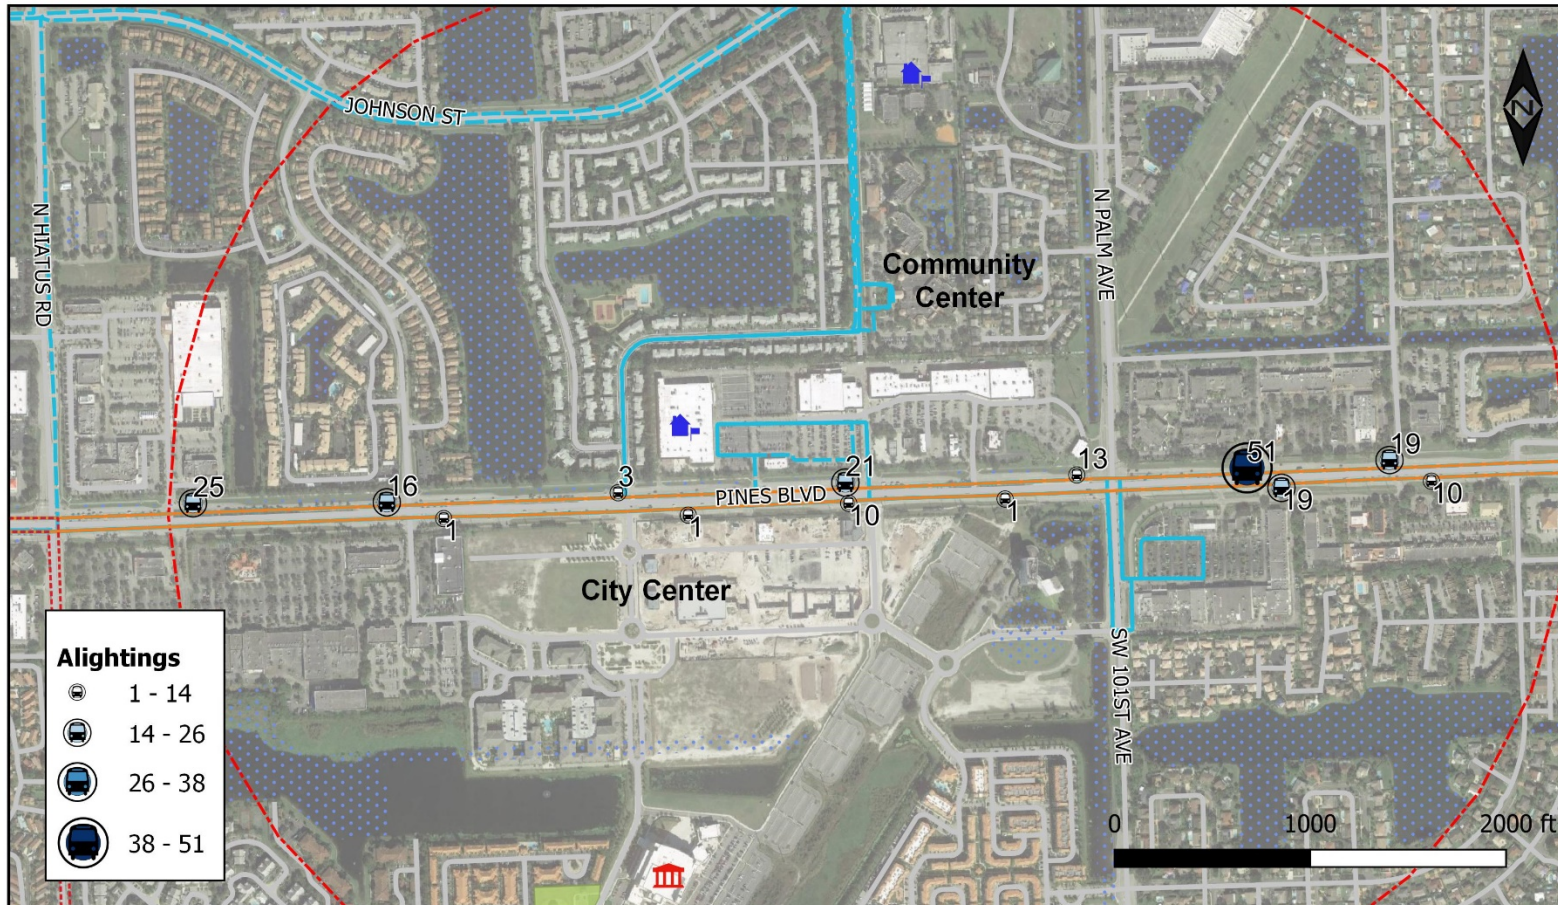 JOHNSON ST
N HIATUS RD
N PALM AVE
Community
Center
25
16
3
21
13
51
19
PINES BLVD
1
1
10
1
19
10
City Center
SW 101ST AVE
Alightings
1 - 14
14 - 26
26 - 38
38 - 51
0 1000 2000 ft
N